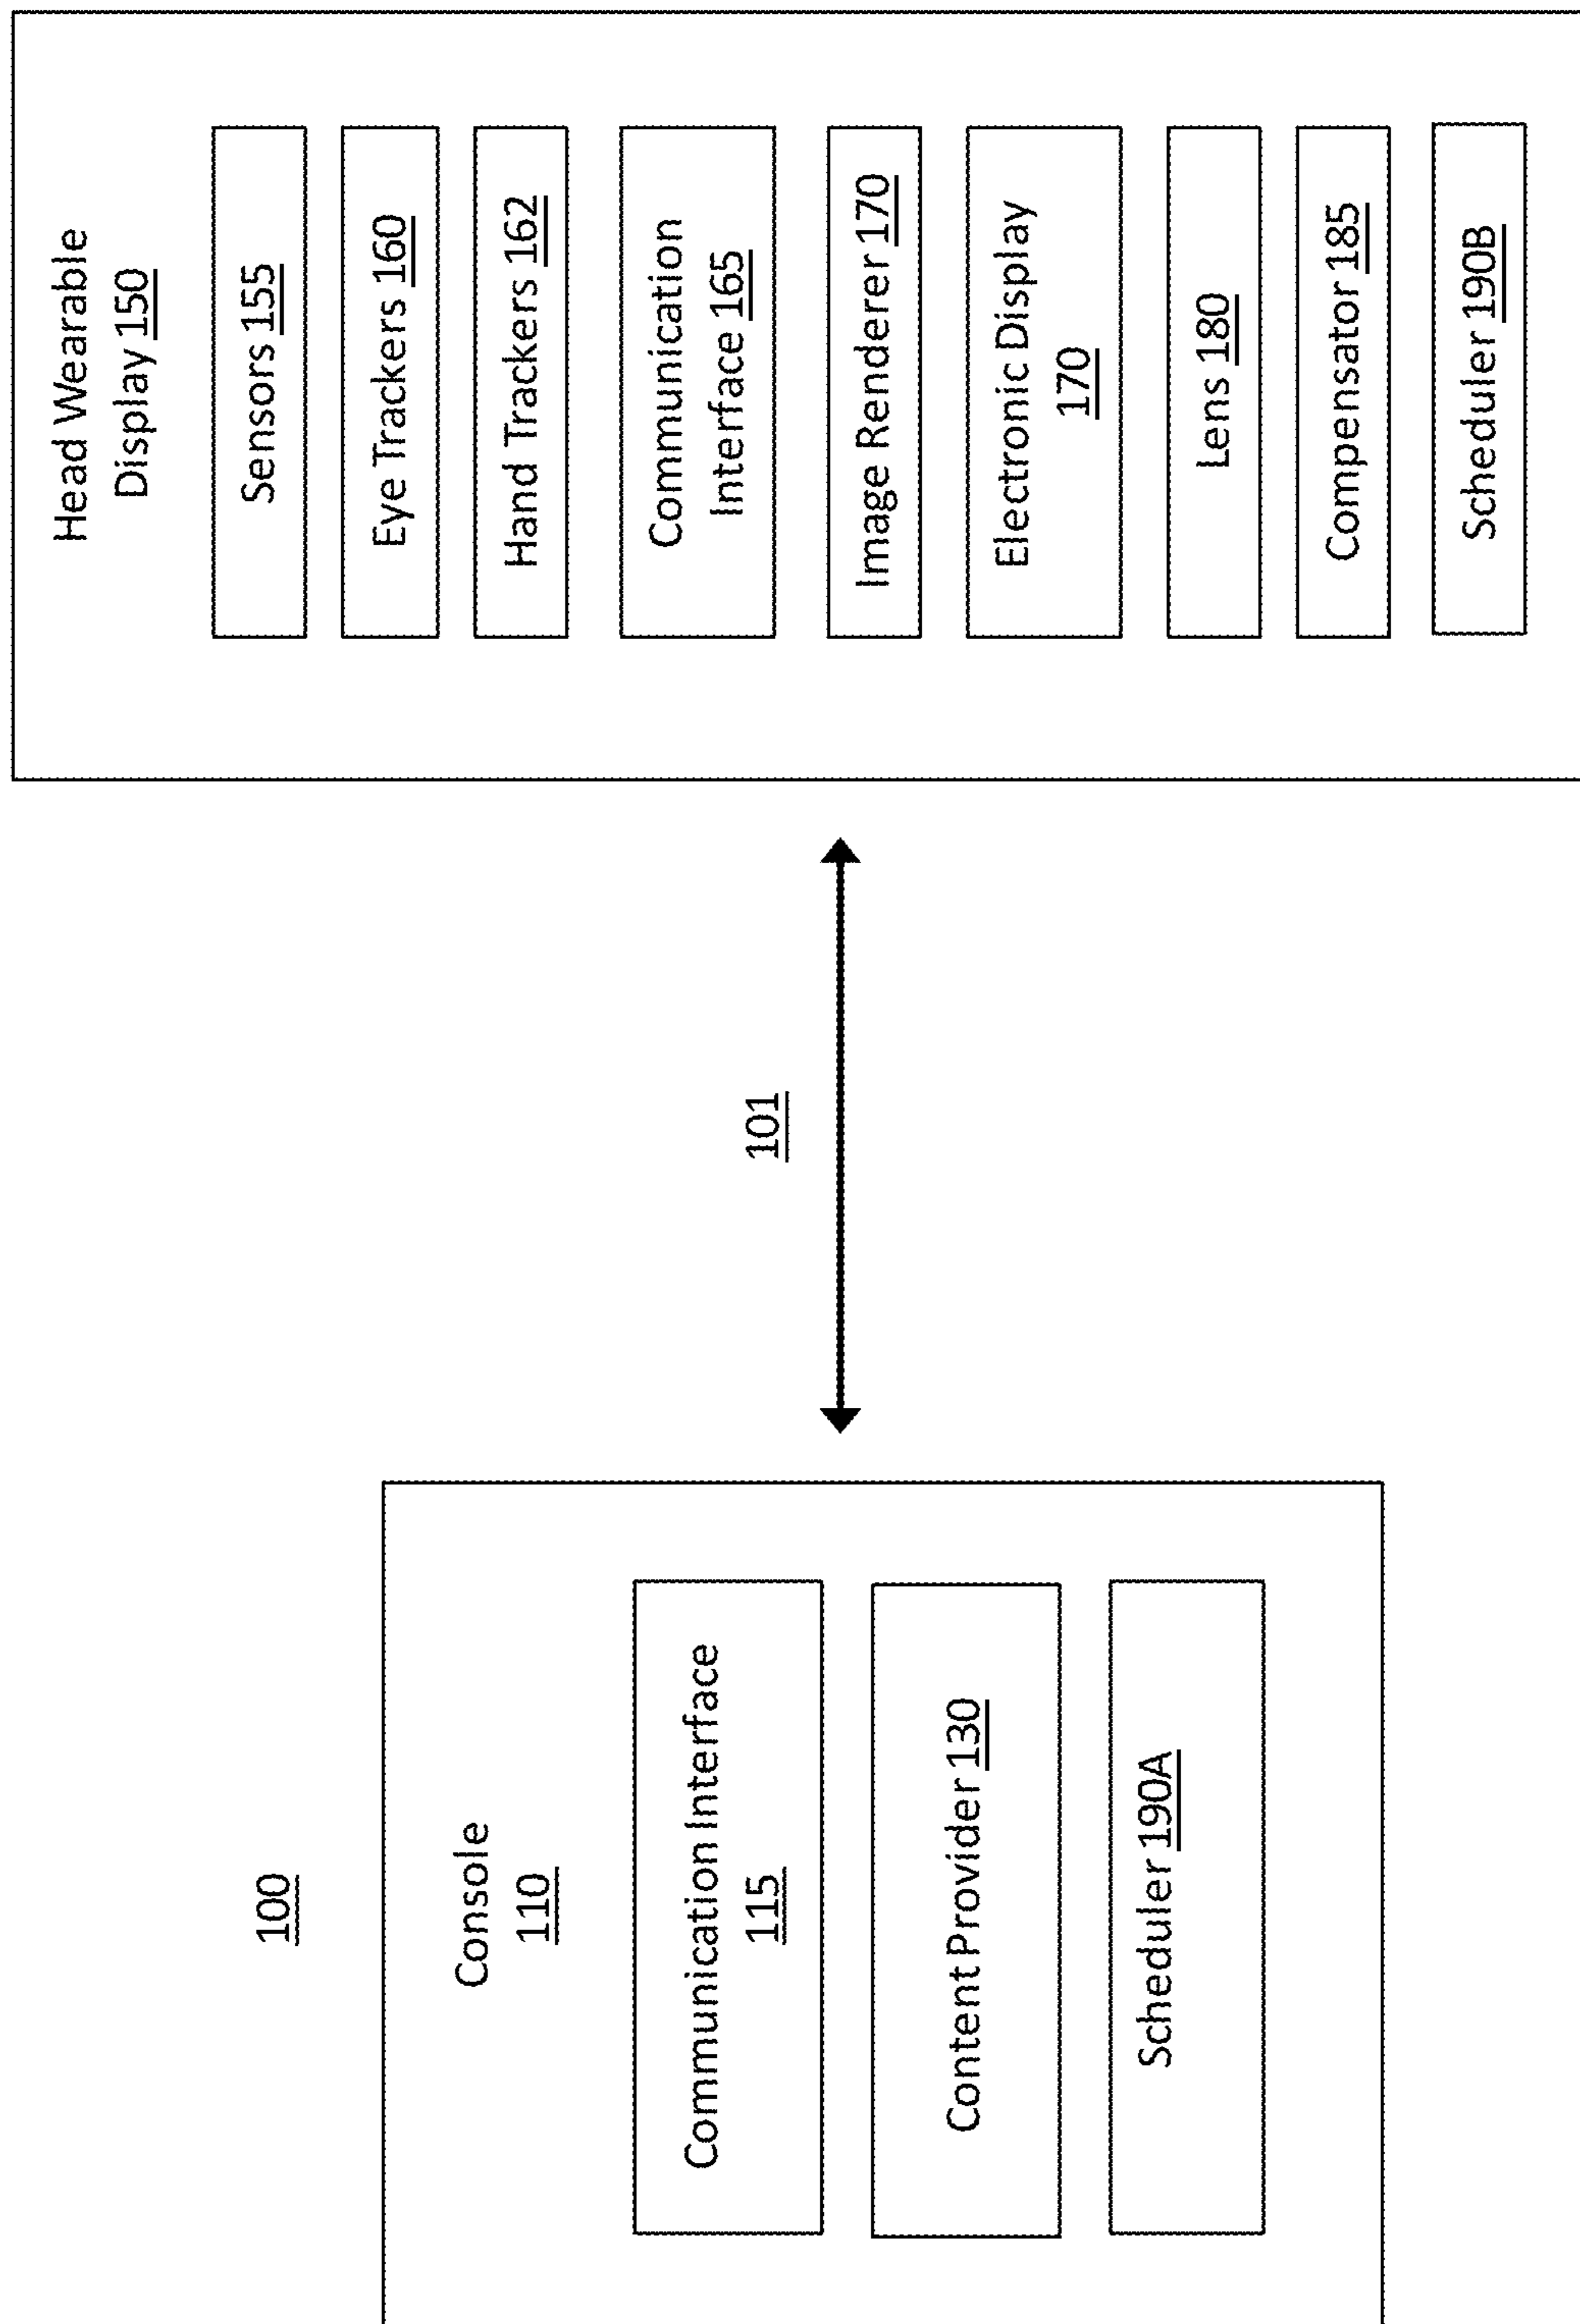 100
Console
110
Communication Interface
115
Content Provider 130
Scheduler 190A
101
Head Wearable
Display 150
Sensors 155
Eye Trackers 160
Hand Trackers 162
Communication
Interface 165
Image Renderer 170
Electronic Display
170
Lens 180
Compensator 185
Scheduler 190B